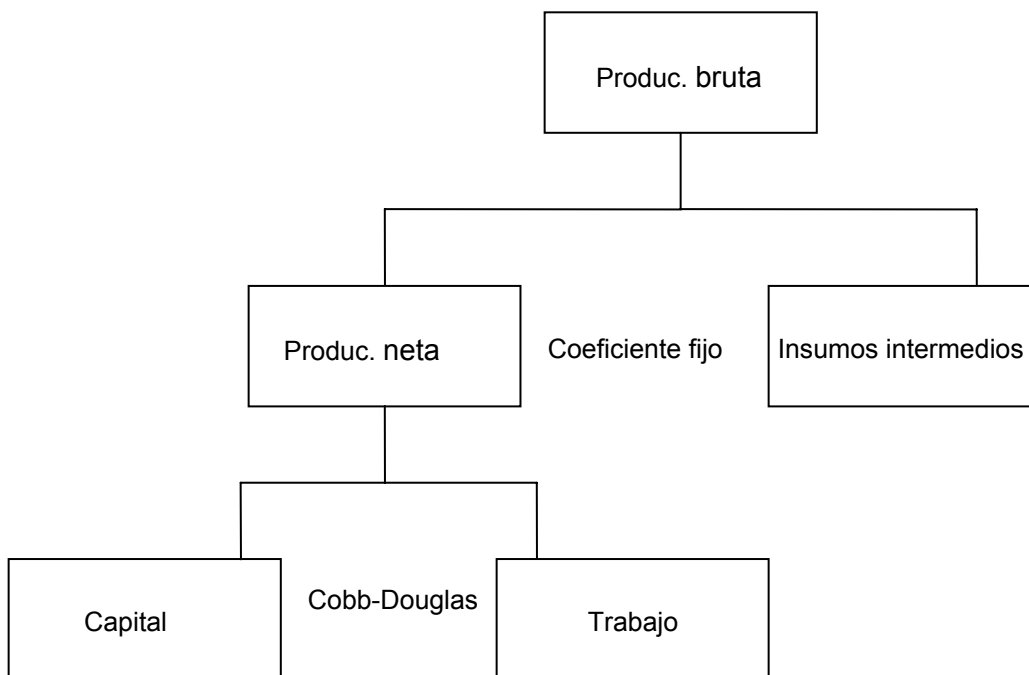 Produc. bruta
Produc. neta
Coeficiente fijo
Insumos intermedios
Cobb-Douglas
Capital
Trabajo